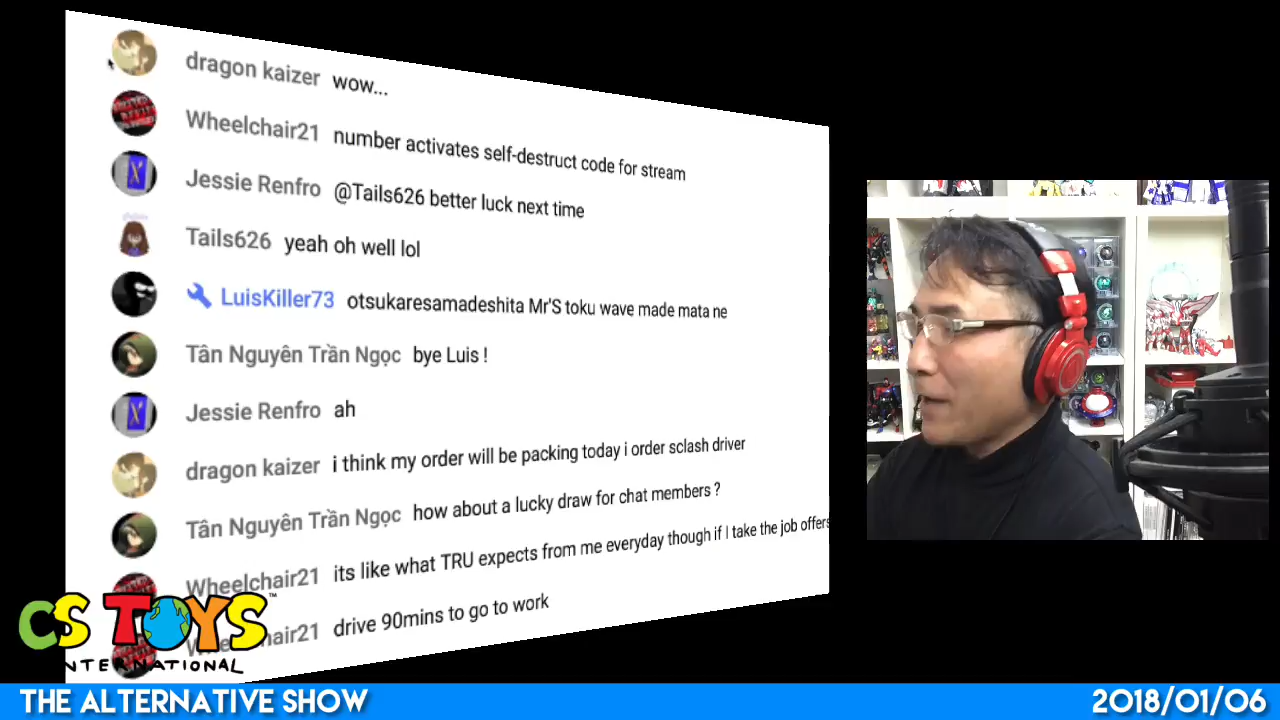 dragon kaizer wow...
Wheelchair21 number activates self-destruct code for stream
Jessie Renfro @Tails626 better luck next time
Tails626 yeah oh well lol
LuisKiller73 otsukaresamadeshita Mr'S toku wave made mata ne
Tân Nguyên Trần Ngọc bye Luis !
Jessie Renfro ah
dragon kaizer i think my order will be packing today i order sclash driver
Tân Nguyên Trần Ngọc how about a lucky draw for chat members ?
Wheelchair21 its like what TRU expects from me everyday though if I take the job offers
drive 90mins to go to work
CS TOYS™
INTERNATIONAL
THE ALTERNATIVE SHOW
2018/01/06